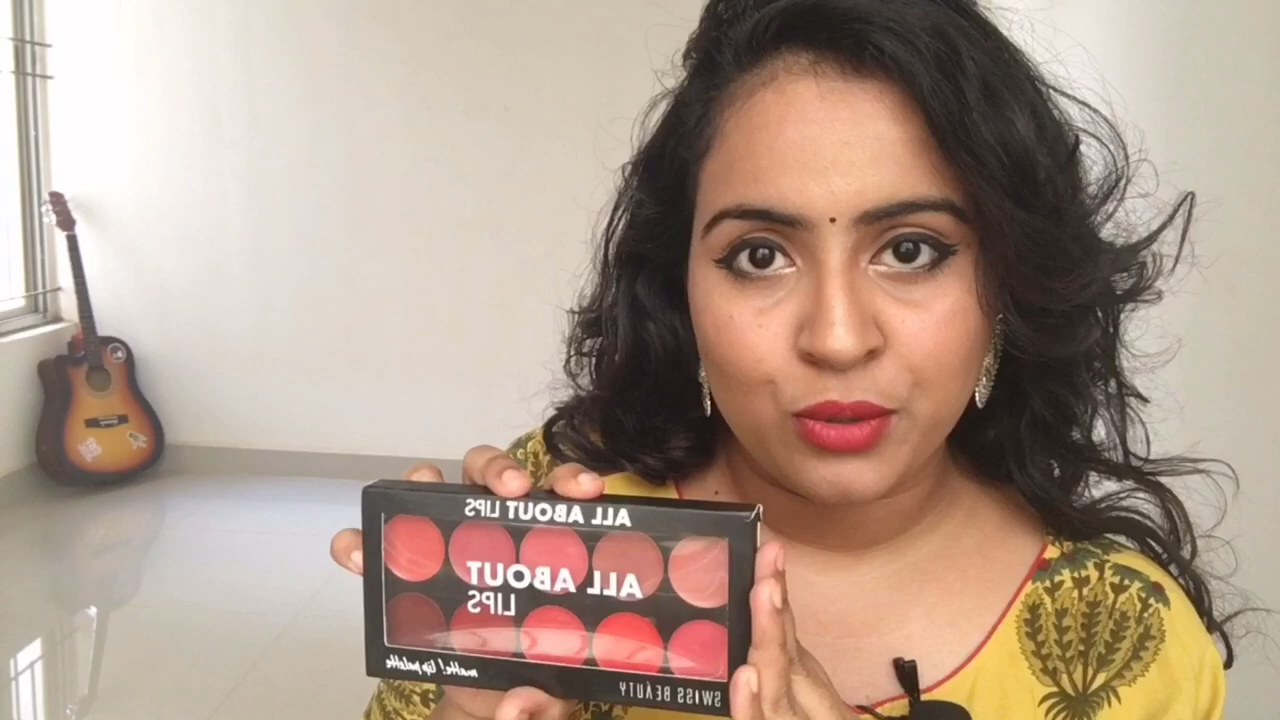 ALL ABOUT LIPS
ALL ABOUT
LIPS
matte! lip palette
SWISS BEAUTY